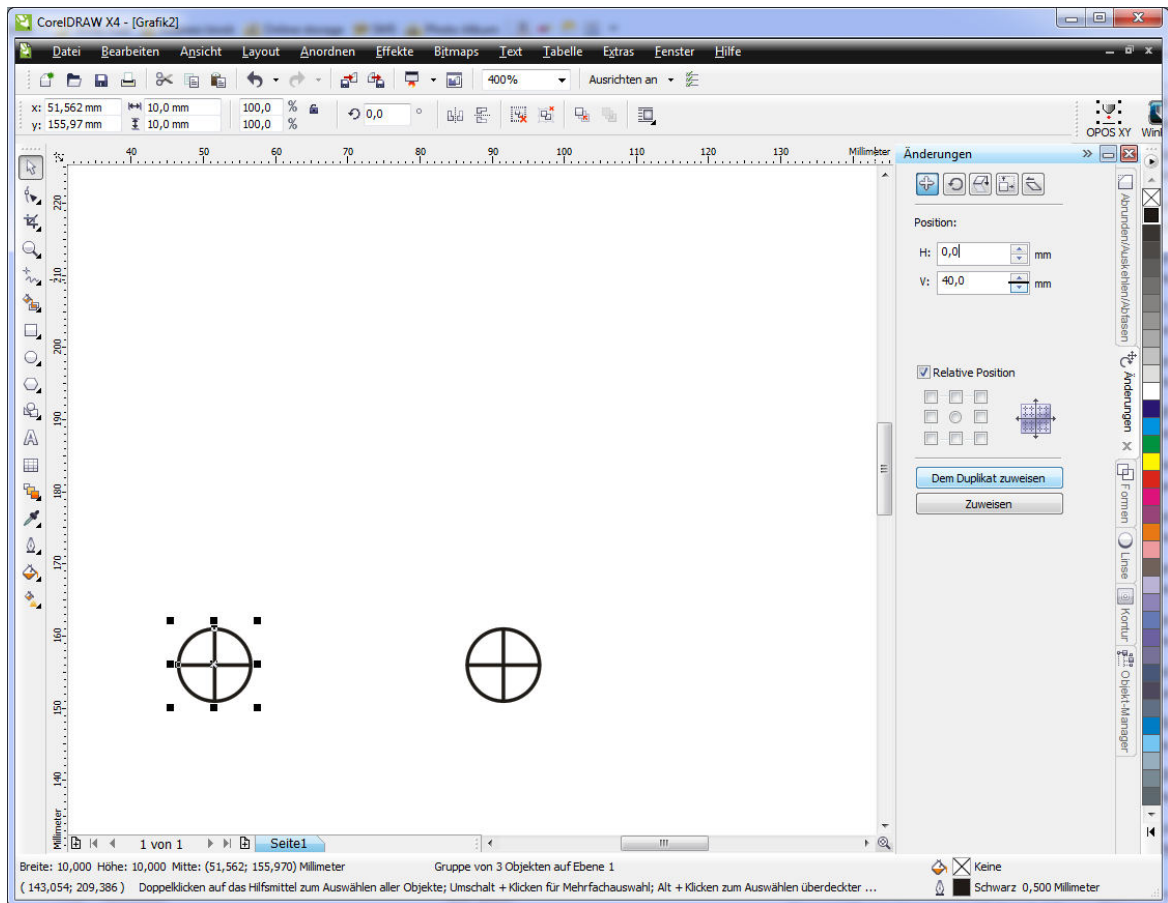 CorelDRAW X4 - [Grafik2]
Datei Bearbeiten Ansicht Layout Anordnen Effekte Bitmaps Text Tabelle Extras Fenster Hilfe
400% Ausrichten an
x: 51,562 mm 10,0 mm 100,0 % 0,0 °
y: 155,97 mm 10,0 mm 100,0 %
OPOS XY
40 50 60 70 80 90 100 110 120 130 Millimeter
220
210
200
190
180
170
160
150
140
Millimeter
Änderungen
Position:
H: 0,0 mm
V: 40,0 mm
Relative Position
Dem Duplikat zuweisen
Zuweisen
Abrunden/Auskehlen/Abfasen
Änderungen
Formen
Linse
Kontur
Objekt-Manager
1 von 1 Seite1
Breite: 10,000 Höhe: 10,000 Mitte: (51,562; 155,970) Millimeter Gruppe von 3 Objekten auf Ebene 1 Keine
( 143,054; 209,386 ) Doppelklicken auf das Hilfsmittel zum Auswählen aller Objekte; Umschalt + Klicken für Mehrfachauswahl; Alt + Klicken zum Auswählen überdeckter ... Schwarz 0,500 Millimeter